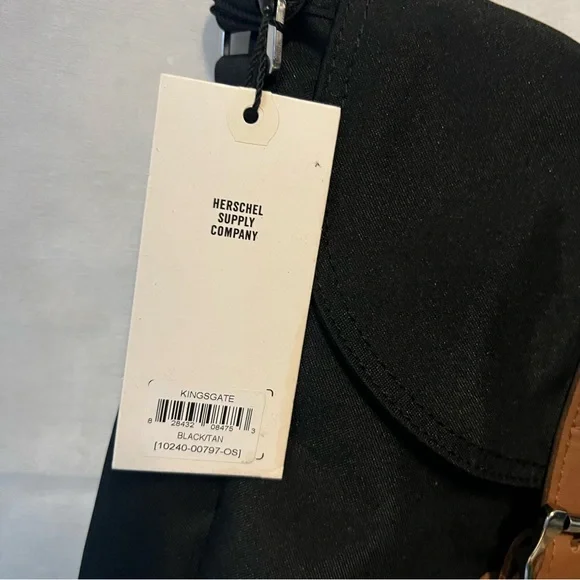 HERSCHEL
SUPPLY
COMPANY
KINGSGATE
8 28432 08475 3
BLACK/TAN
[10240-00797-OS]